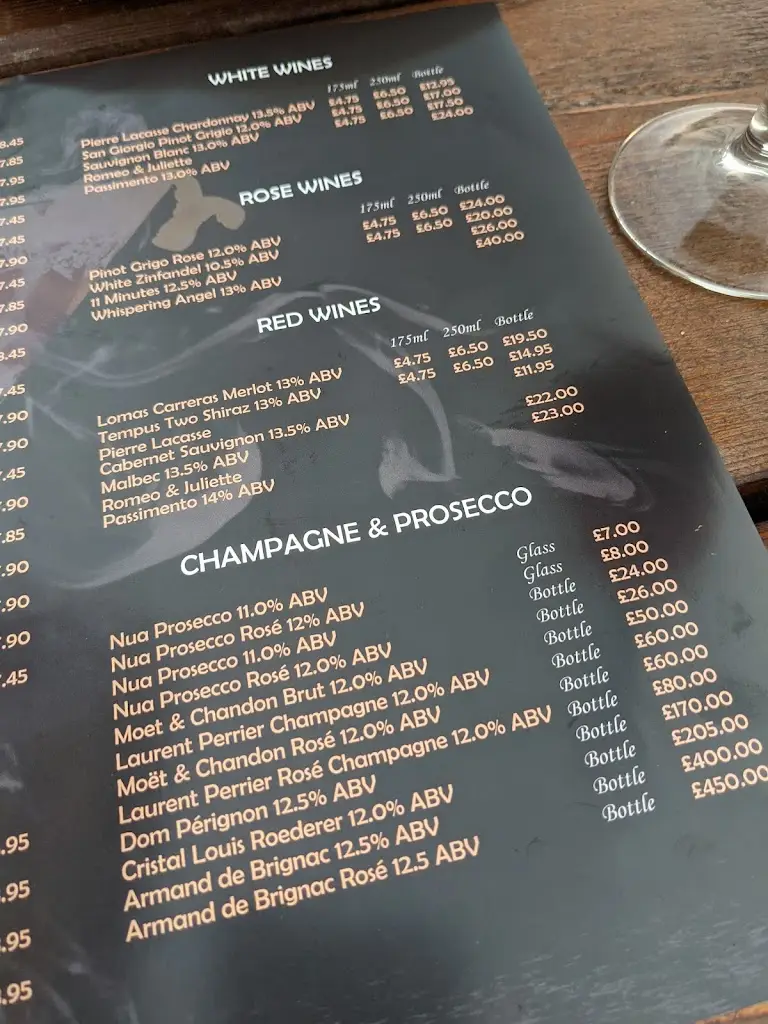 WHITE WINES
175ml 250ml Bottle
Pierre Lacasse Chardonnay 13.5% ABV £4.75 £6.50 £12.95
San Giorgio Pinot Grigio 12.0% ABV £4.75 £6.50 £17.00
Sauvignon Blanc 13.0% ABV £4.75 £6.50 £17.50
Romeo & Juliette £24.00
Passimento 13.0% ABV
ROSE WINES
175ml 250ml Bottle
Pinot Grigo Rose 12.0% ABV £4.75 £6.50 £24.00
White Zinfandel 10.5% ABV £4.75 £6.50 £20.00
11 Minutes 12.5% ABV £26.00
Whispering Angel 13% ABV £40.00
RED WINES
175ml 250ml Bottle
Lomas Carreras Merlot 13% ABV £4.75 £6.50 £19.50
Tempus Two Shiraz 13% ABV £4.75 £6.50 £14.95
Pierre Lacasse £11.95
Cabernet Sauvignon 13.5% ABV
Malbec 13.5% ABV £22.00
Romeo & Juliette £23.00
Passimento 14% ABV
CHAMPAGNE & PROSECCO
Nua Prosecco 11.0% ABV Glass £7.00
Nua Prosecco Rosé 12% ABV Glass £8.00
Nua Prosecco 11.0% ABV Bottle £24.00
Nua Prosecco Rosé 12.0% ABV Bottle £26.00
Moet & Chandon Brut 12.0% ABV Bottle £50.00
Laurent Perrier Champagne 12.0% ABV Bottle £60.00
Moët & Chandon Rosé 12.0% ABV Bottle £60.00
Laurent Perrier Rosé Champagne 12.0% ABV Bottle £80.00
Dom Pérignon 12.5% ABV Bottle £170.00
Cristal Louis Roederer 12.0% ABV Bottle £205.00
Armand de Brignac 12.5% ABV Bottle £400.00
Armand de Brignac Rosé 12.5 ABV Bottle £450.00